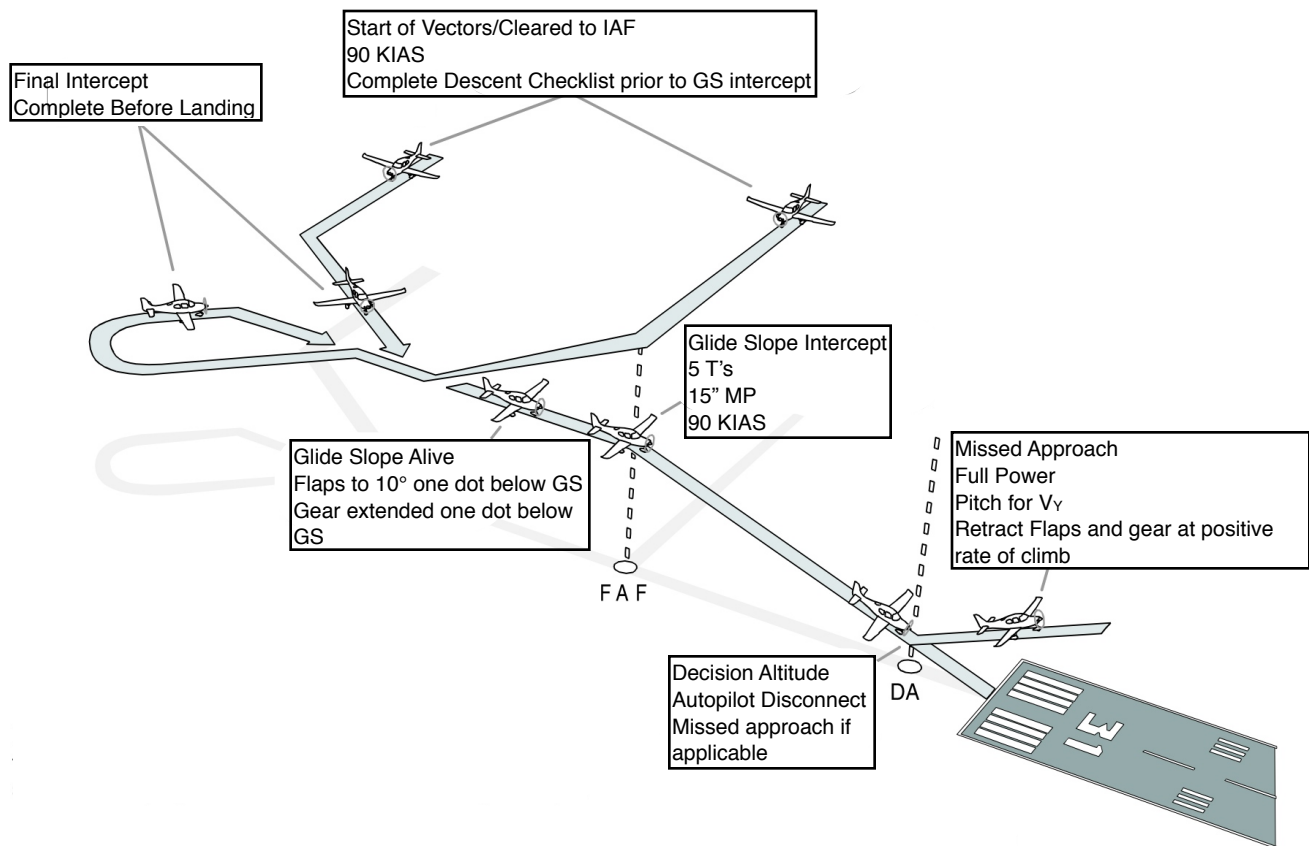 Start of Vectors/Cleared to IAF
90 KIAS
Complete Descent Checklist prior to GS intercept
Final Intercept
Complete Before Landing
Glide Slope Intercept
5 T's
15” MP
90 KIAS
Glide Slope Alive
Flaps to 10° one dot below GS
Gear extended one dot below
GS
Missed Approach
Full Power
Pitch for VY
Retract Flaps and gear at positive
rate of climb
FAF
Decision Altitude
Autopilot Disconnect
Missed approach if
applicable
DA
31